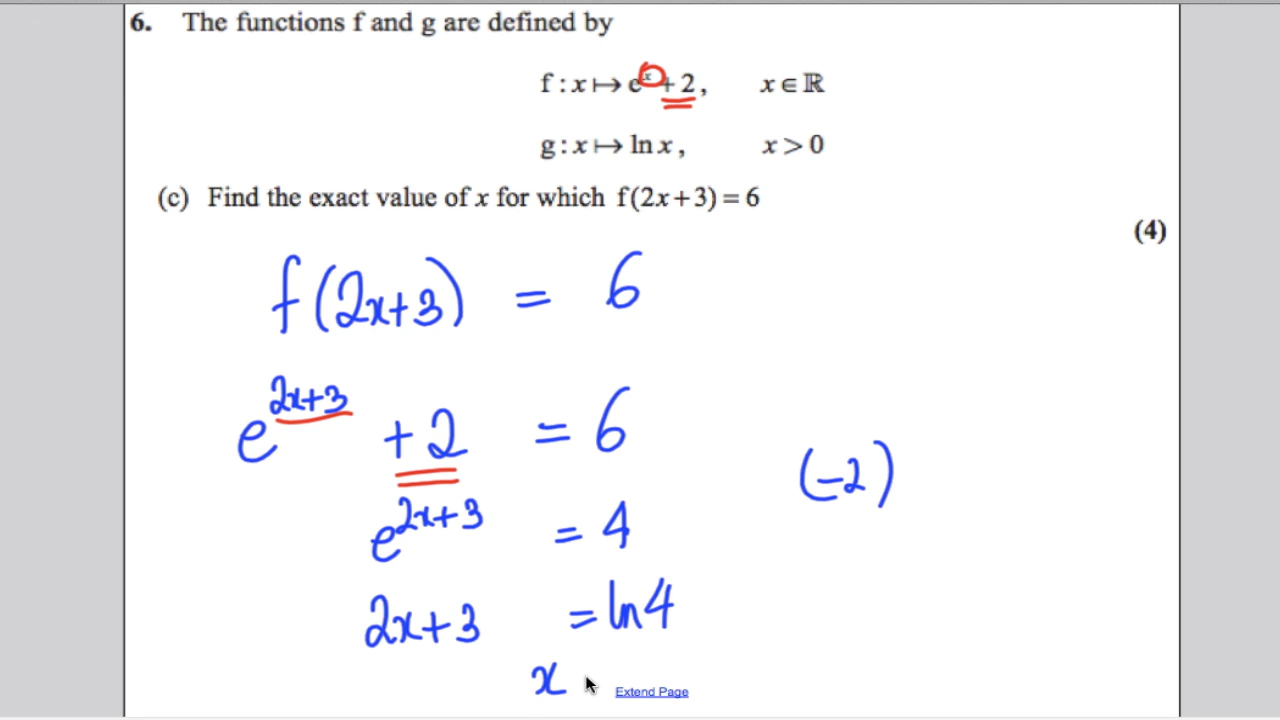 6. The functions f and g are defined by
f : x ↦ eˣ + 2, x ∈ ℝ
g : x ↦ ln x, x > 0
(c) Find the exact value of x for which f(2x+3) = 6
(4)
f(2x+3) = 6
e^(2x+3) + 2 = 6
(-2)
e^(2x+3) = 4
2x+3 = ln4
x
Extend Page